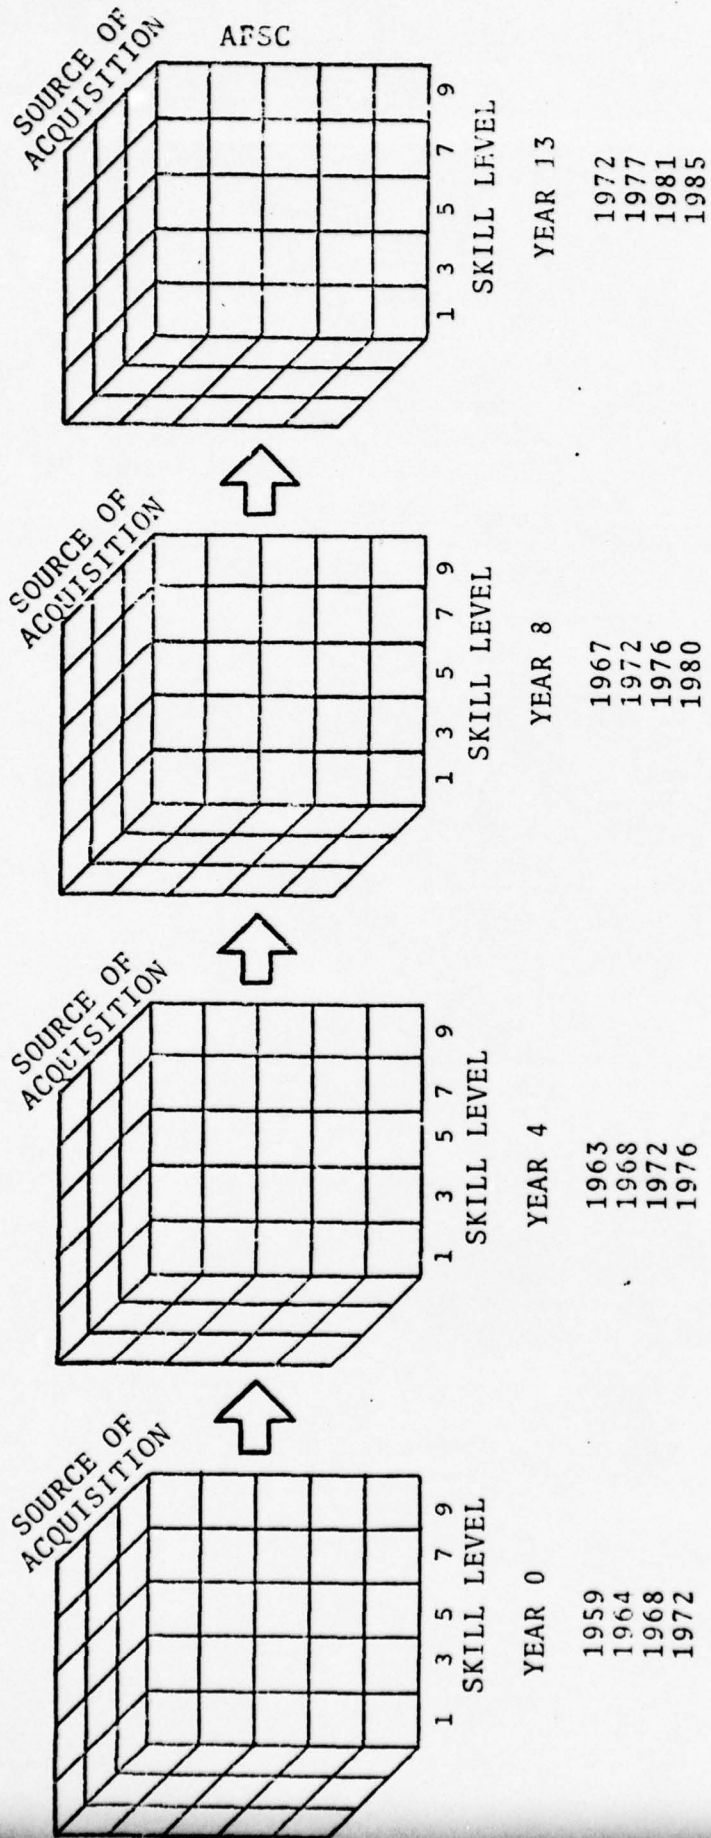 SOURCE OF
ACQUISITION
1 3 5 7 9
SKILL LEVEL
YEAR 0
1959
1964
1968
1972
SOURCE OF
ACQUISITION
1 3 5 7 9
SKILL LEVEL
YEAR 4
1963
1968
1972
1976
SOURCE OF
ACQUISITION
1 3 5 7 9
SKILL LEVEL
YEAR 8
1967
1972
1976
1980
SOURCE OF
ACQUISITION
AFSC
1 3 5 7 9
SKILL LEVEL
YEAR 13
1972
1977
1981
1985